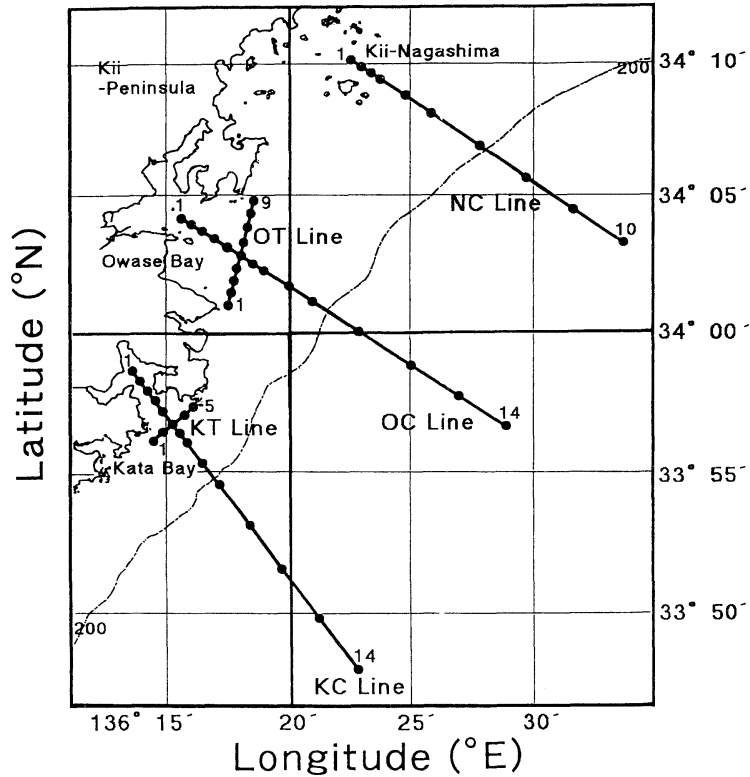 1
Kii-Nagashima
34° 10´
Kii
-Peninsula
200
1
9
34° 05´
NC Line
OT Line
10
Owase Bay
1
34° 00´
1
14
5
OC Line
KT Line
1
Kata Bay
33° 55´
200
33° 50´
14
KC Line
136° 15´
20´
25´
30´
Longitude (°E)
Latitude (°N)